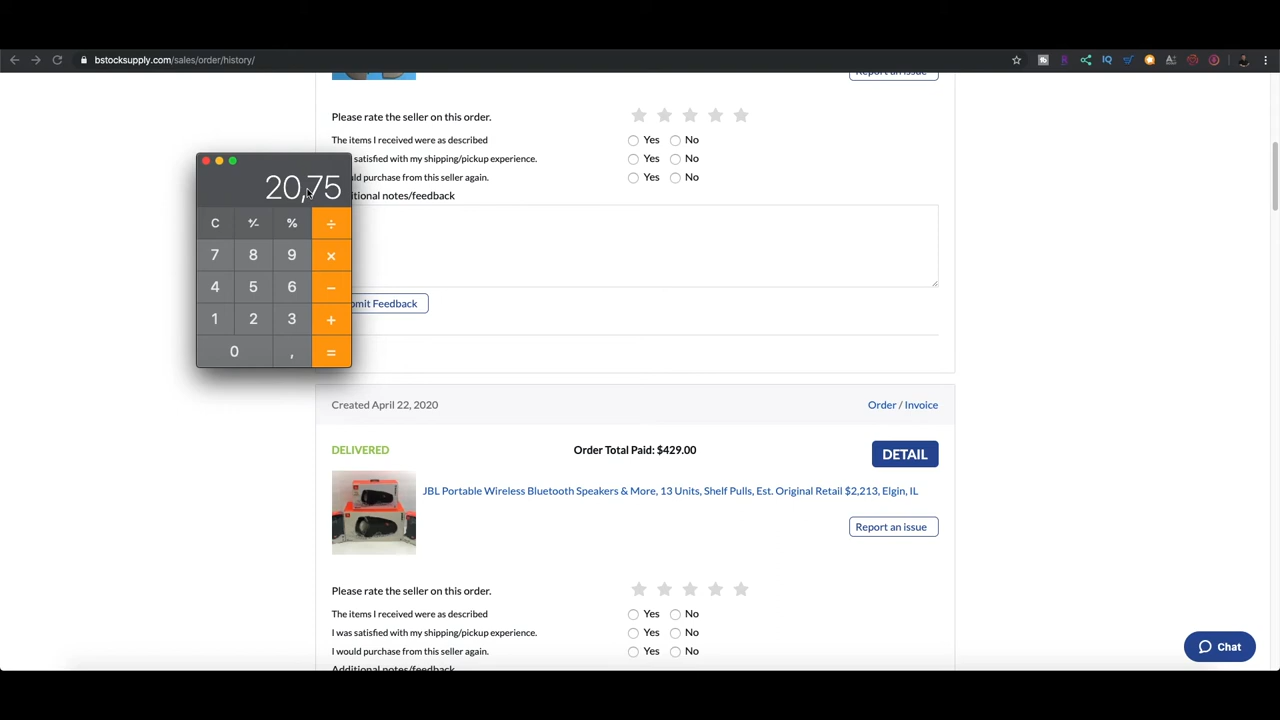 bstocksupply.com/sales/order/history/
Report an issue
Please rate the seller on this order.
The items I received were as described
Yes
No
satisfied with my shipping/pickup experience.
Yes
No
uld purchase from this seller again.
Yes
No
20,75
ditional notes/feedback
C
+⁄-
%
÷
7
8
9
×
4
5
6
−
mit Feedback
1
2
3
+
0
,
=
Created April 22, 2020
Order / Invoice
DELIVERED
Order Total Paid: $429.00
DETAIL
JBL Portable Wireless Bluetooth Speakers & More, 13 Units, Shelf Pulls, Est. Original Retail $2,213, Elgin, IL
Report an issue
Please rate the seller on this order.
The items I received were as described
Yes
No
I was satisfied with my shipping/pickup experience.
Yes
No
I would purchase from this seller again.
Yes
No
Additional notes/feedback
Chat